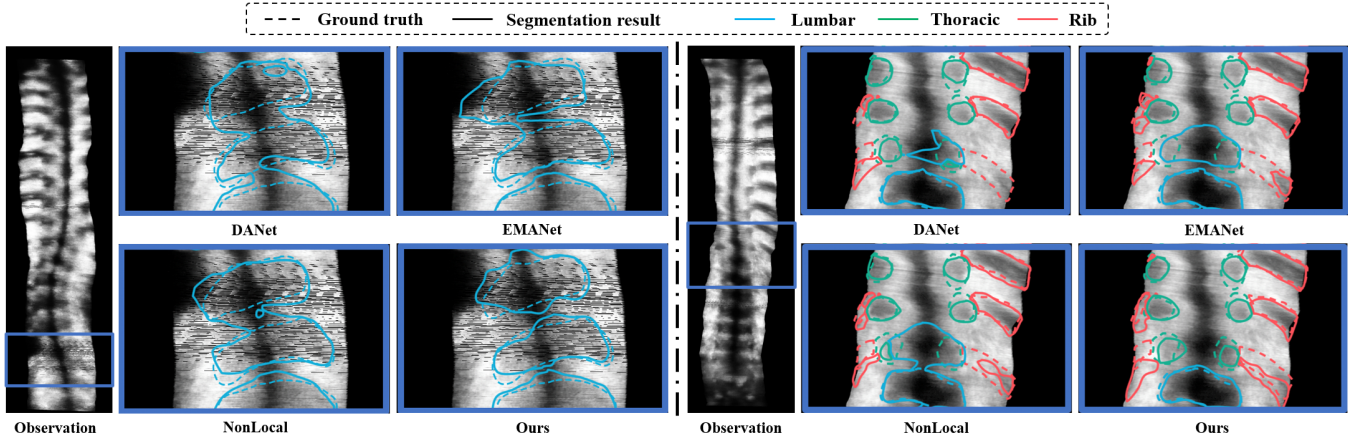 Ground truth Segmentation result Lumbar Thoracic Rib
DANet EMANet DANet EMANet
Observation NonLocal Ours Observation NonLocal Ours